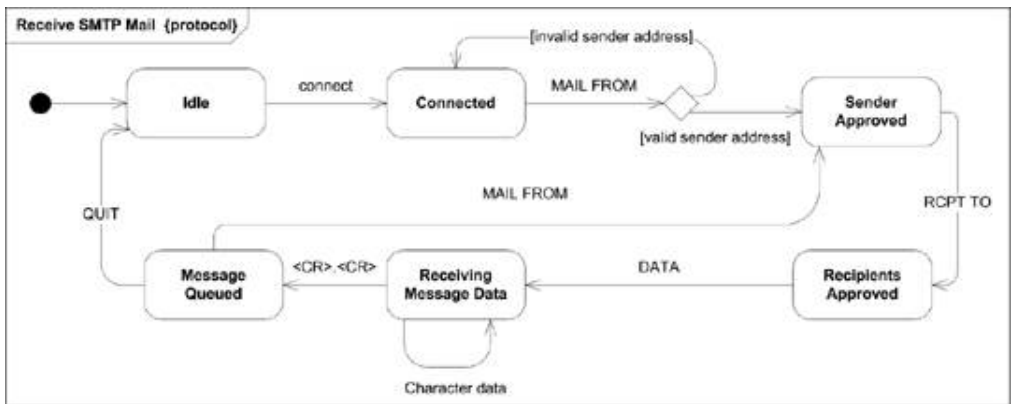 Receive SMTP Mail {protocol}
[invalid sender address]
Idle
connect
Connected
MAIL FROM
Sender
Approved
[valid sender address]
MAIL FROM
QUIT
RCPT TO
Message
Queued
<CR>.<CR>
Receiving
Message Data
DATA
Recipients
Approved
Character data